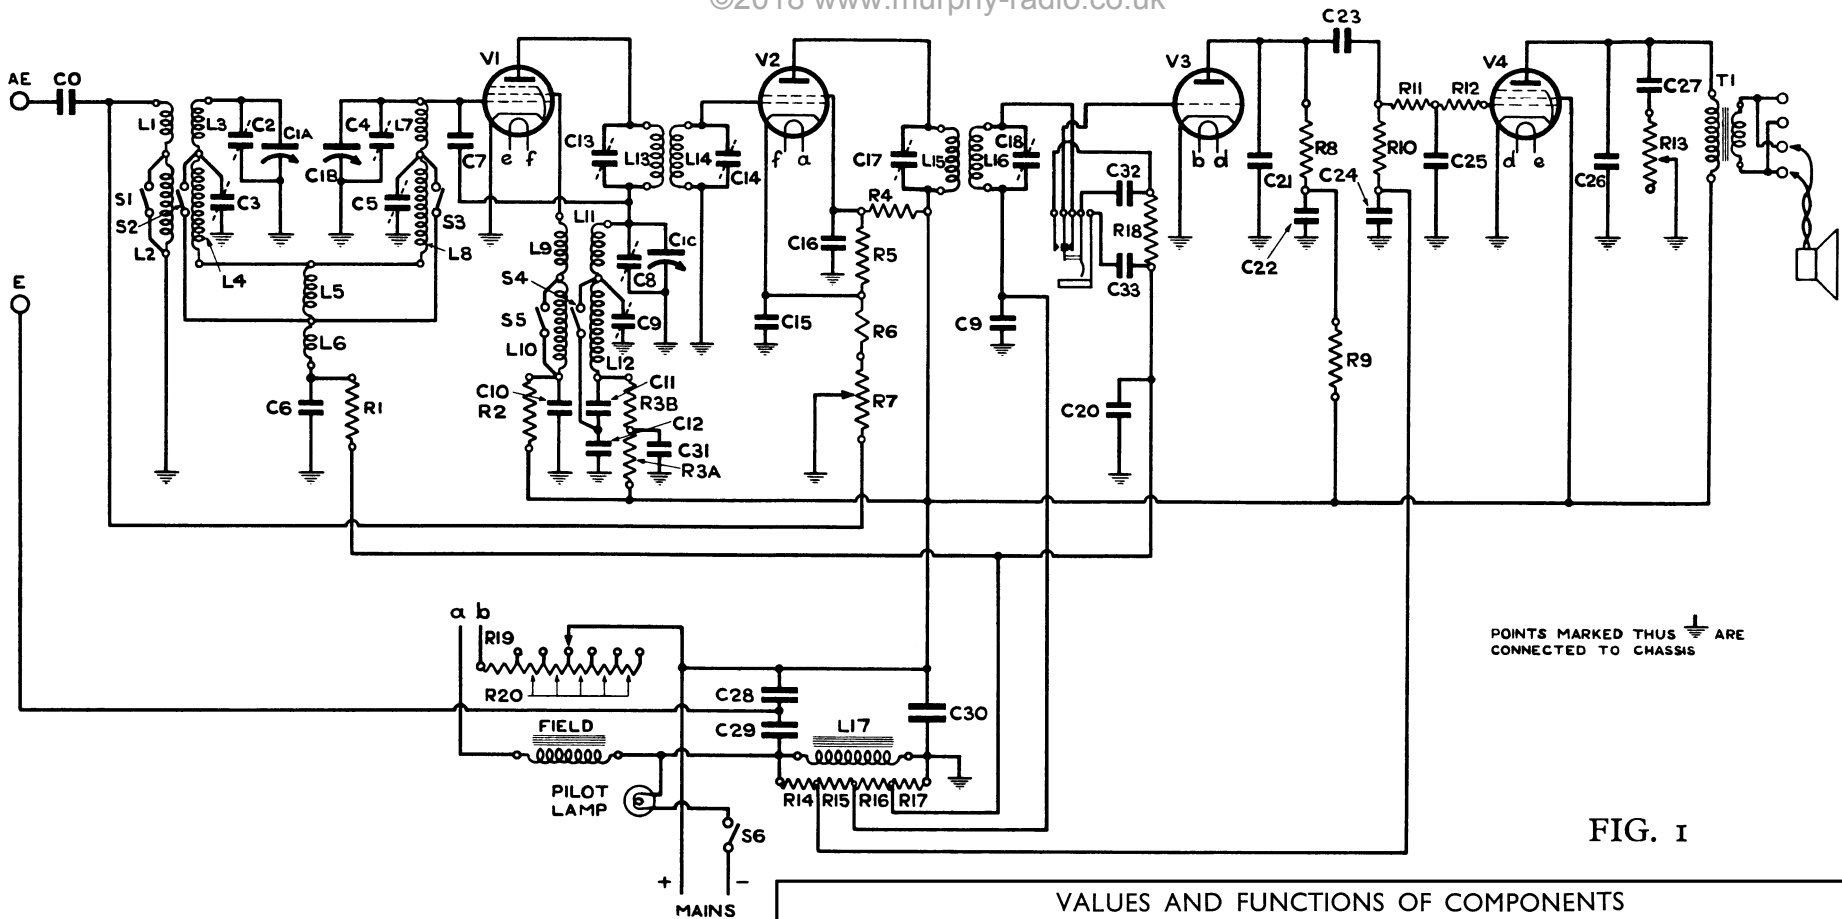 ©2018 www.murphy-radio.co.uk
AE
CO
L1
L3
C2
C1A
C4
L7
C1B
C7
V1
e f
C13
L13
L14
C14
V2
f a
C17
L15
L16
C18
C32
R18
C33
V3
b d
C21
R8
C22
C23
R10
C24
R11
R12
C25
V4
d e
C26
C27
R13
T1
S1
S2
L2
C3
L4
C5
S3
L8
L5
L6
C6
R1
E
L9
L11
S4
S5
L10
C8
C1C
C9
L12
C10
R2
C11
R3B
C12
C31
R3A
C16
R4
R5
C15
R6
R7
C9
C20
R9
a b
R19
R20
FIELD
PILOT
LAMP
S6
+ -
MAINS
C28
C29
L17
C30
R14 R15 R16 R17
POINTS MARKED THUS ARE
CONNECTED TO CHASSIS
FIG. I
VALUES AND FUNCTIONS OF COMPONENTS